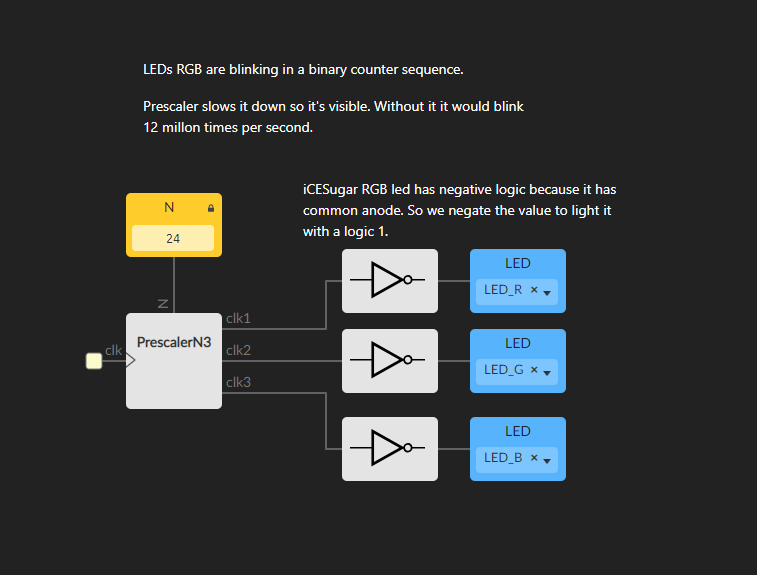 LEDs RGB are blinking in a binary counter sequence.
Prescaler slows it down so it's visible. Without it it would blink
12 millon times per second.
iCESugar RGB led has negative logic because it has
common anode. So we negate the value to light it
with a logic 1.
N
24
N
clk
PrescalerN3
clk1
clk2
clk3
LED
LED_R
LED
LED_G
LED
LED_B